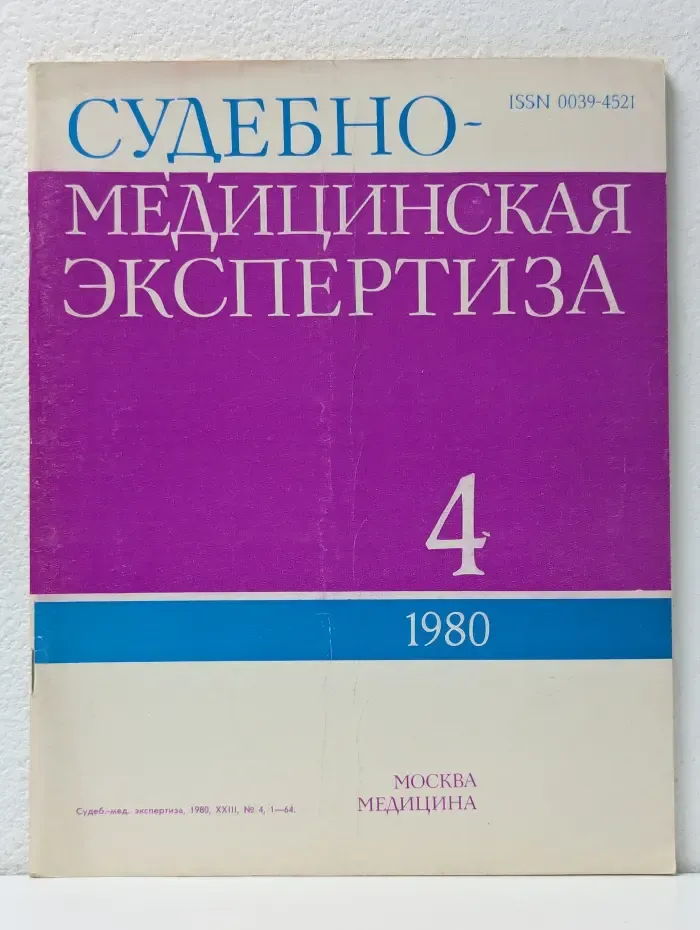 СУДЕБНО-
ISSN 0039-4521
МЕДИЦИНСКАЯ
ЭКСПЕРТИЗА
4
1980
МОСКВА
МЕДИЦИНА
Судеб.-мед. экспертиза, 1980, XXIII, № 4, 1—64.